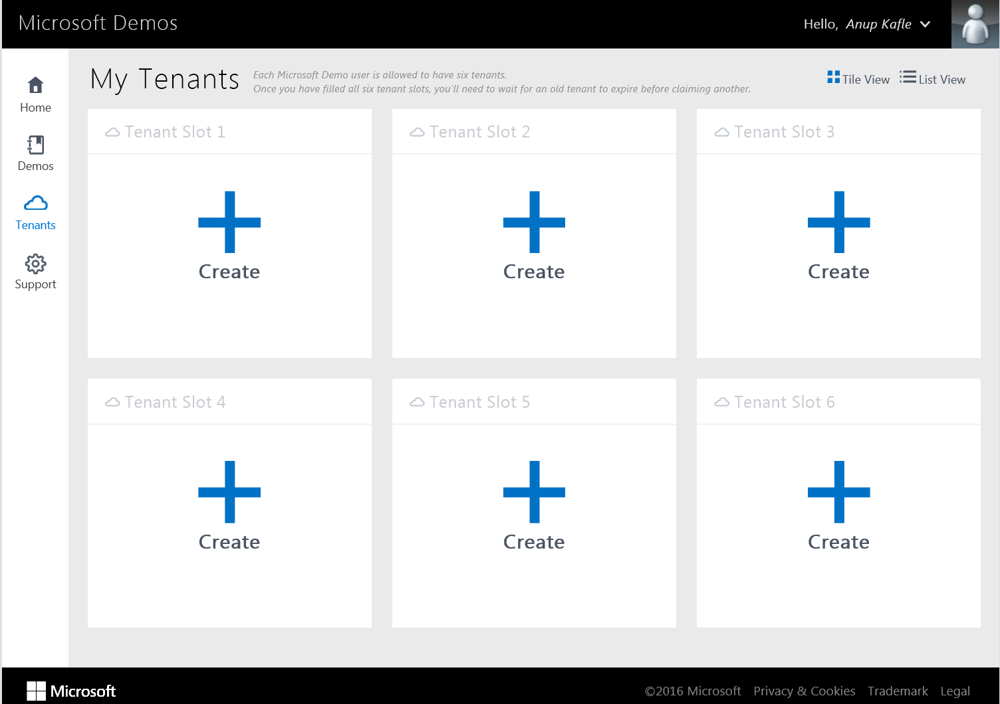 Microsoft Demos
Hello, Anup Kafle
Home
Demos
Tenants
Support
My Tenants
Each Microsoft Demo user is allowed to have six tenants.
Once you have filled all six tenant slots, you'll need to wait for an old tenant to expire before claiming another.
Tile View
List View
Tenant Slot 1
Create
Tenant Slot 2
Create
Tenant Slot 3
Create
Tenant Slot 4
Create
Tenant Slot 5
Create
Tenant Slot 6
Create
Microsoft
©2016 Microsoft Privacy & Cookies Trademark Legal